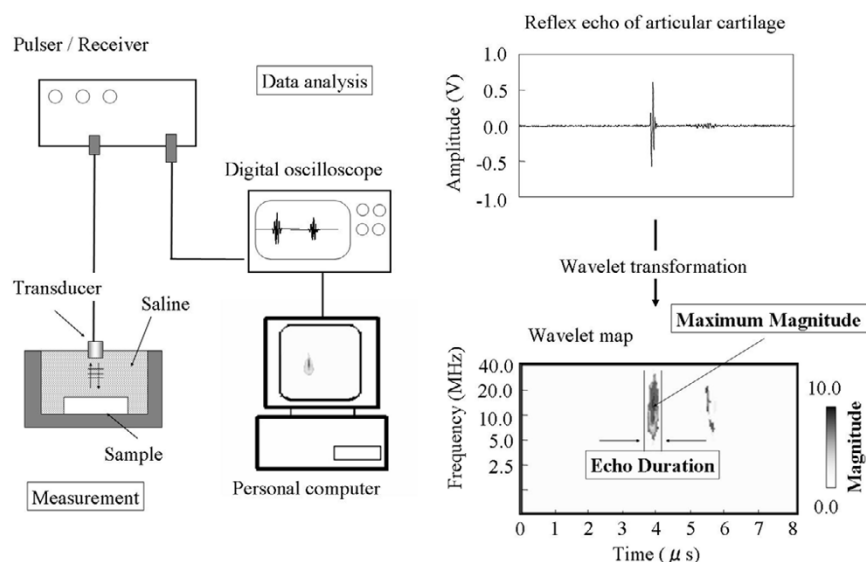 Pulser / Receiver
Data analysis
Digital oscilloscope
Transducer
Saline
Sample
Measurement
Personal computer
Reflex echo of articular cartilage
Amplitude (V)
1.0
0.5
0.0
-0.5
-1.0
Wavelet transformation
Maximum Magnitude
Wavelet map
Frequency (MHz)
40.0
20.0
10.0
5.0
2.5
Echo Duration
10.0
0.0
Magnitude
0 1 2 3 4 5 6 7 8
Time ( μ s)